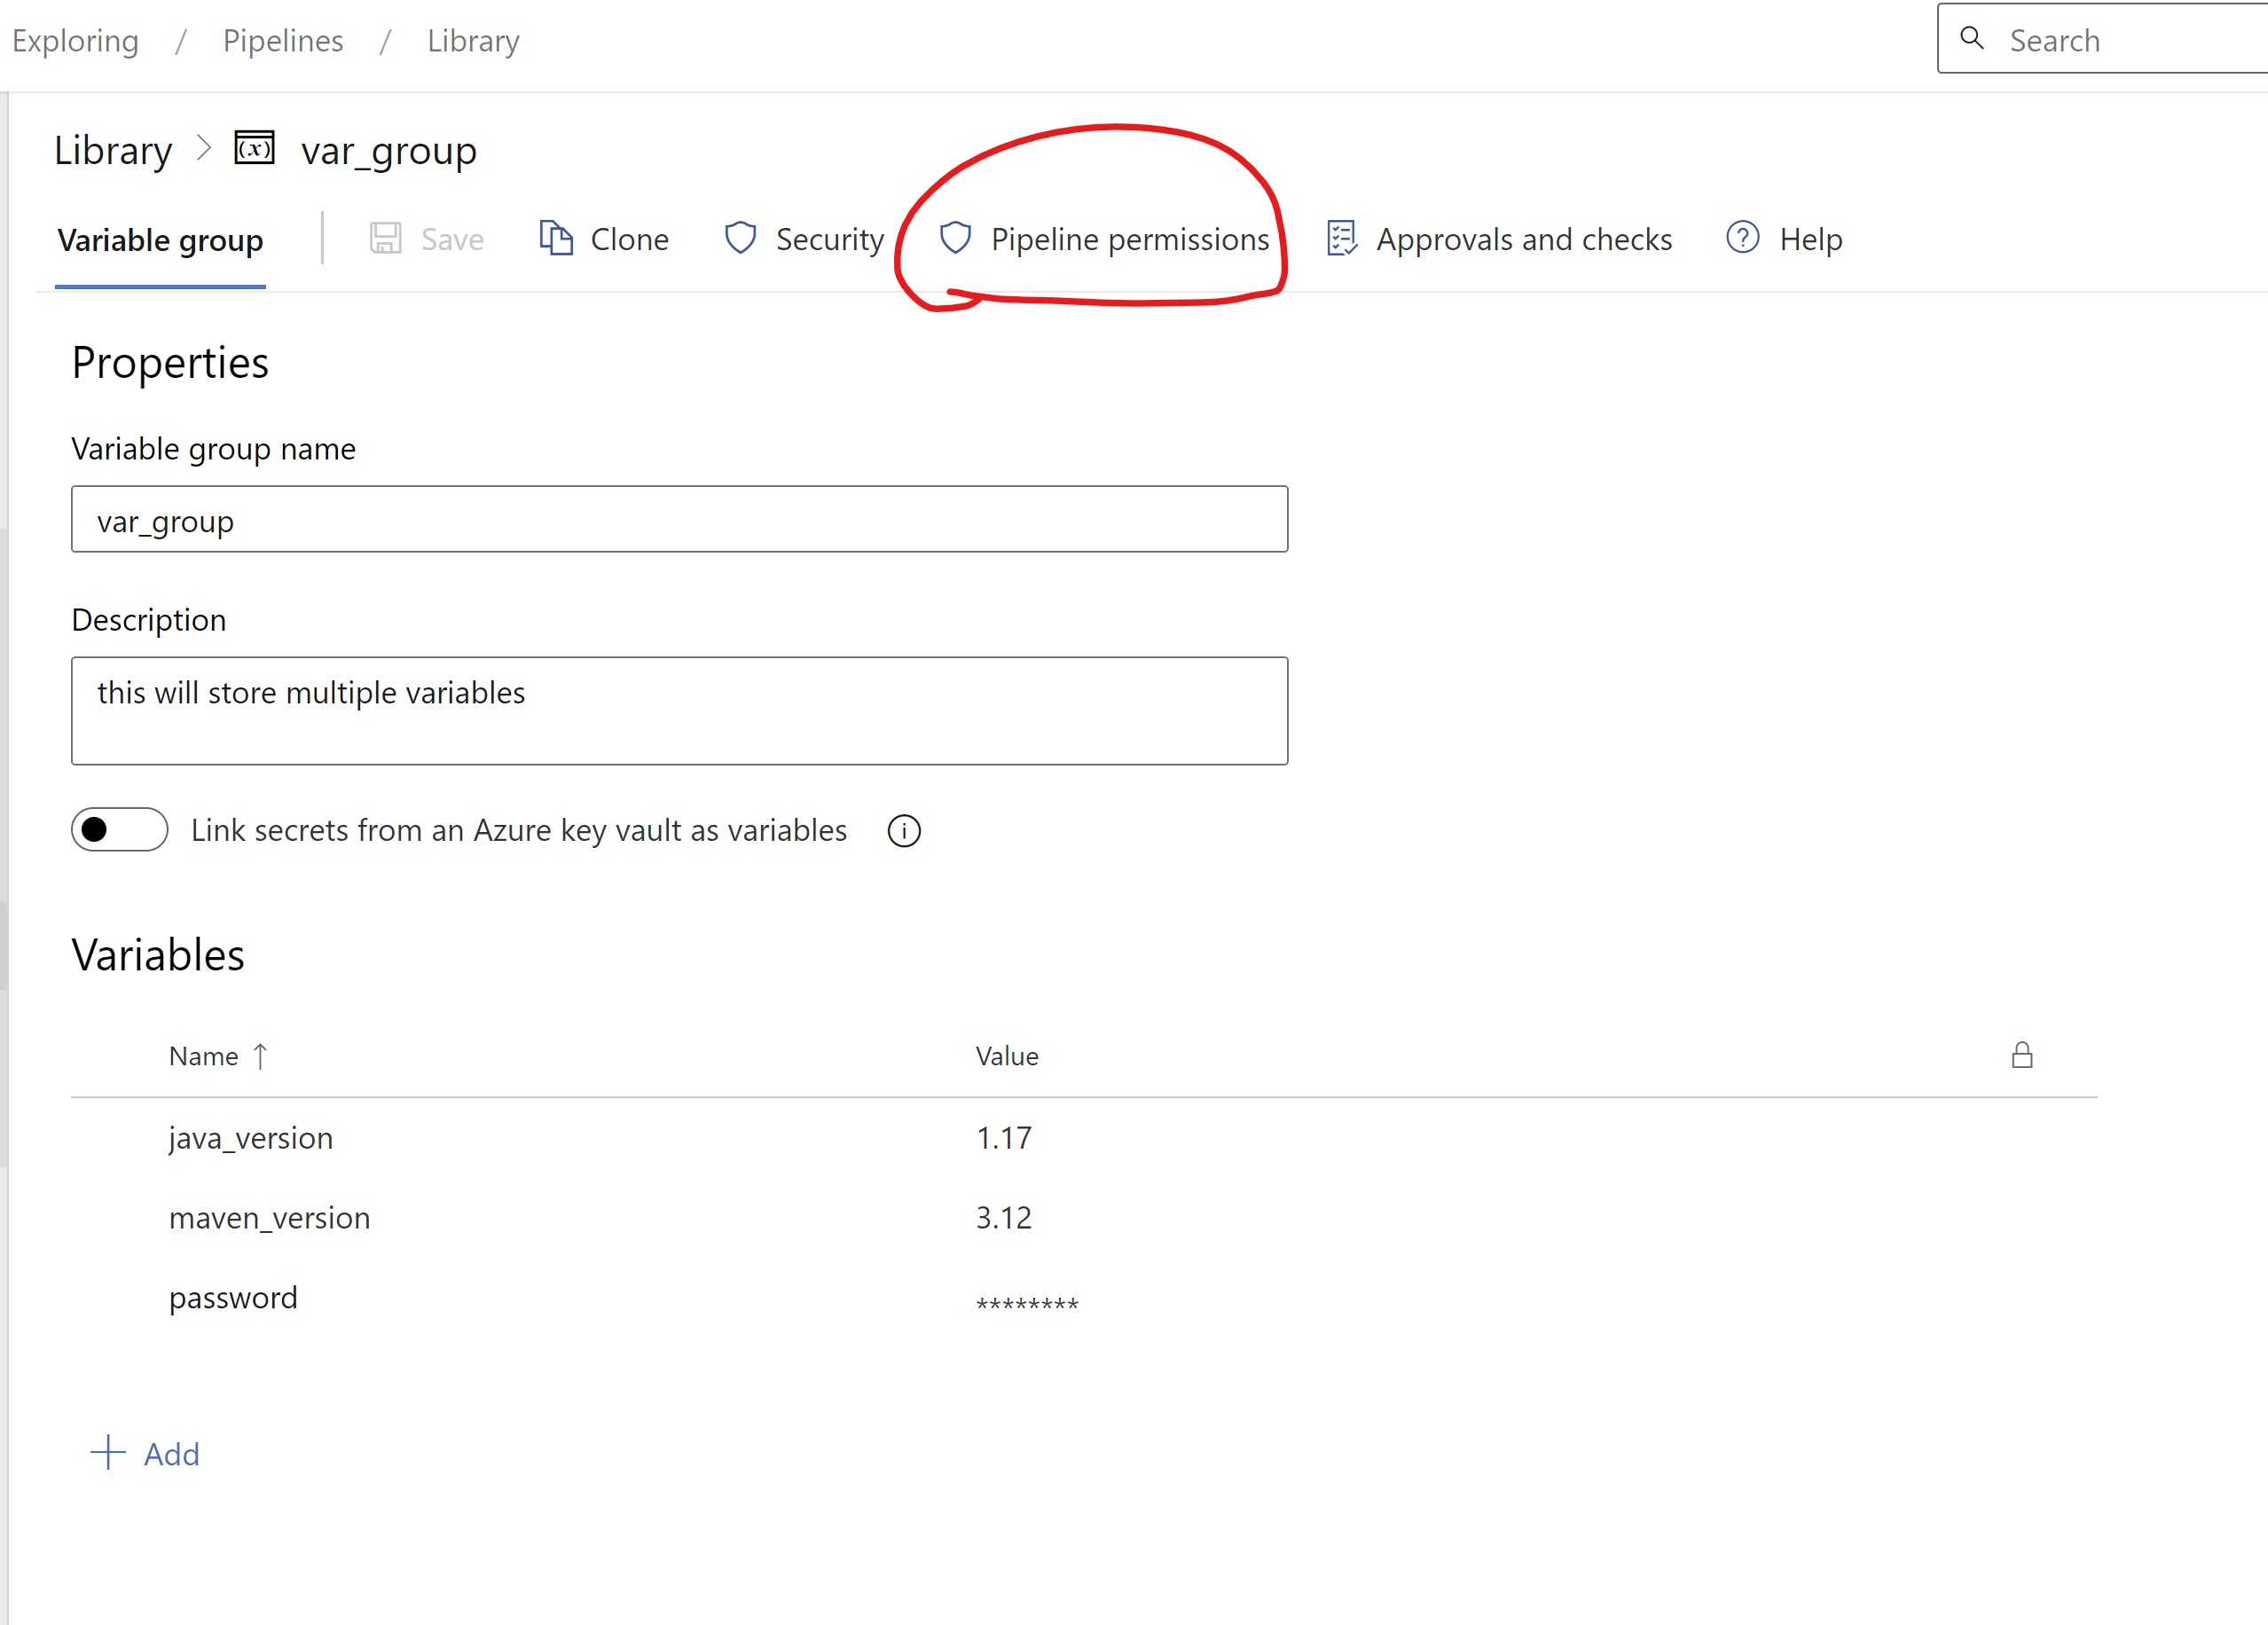 Exploring / Pipelines / Library
Search
Library > (x) var_group
Variable group | Save Clone Security Pipeline permissions Approvals and checks ? Help
Properties
Variable group name
var_group
Description
this will store multiple variables
Link secrets from an Azure key vault as variables i
Variables
Name ↑ Value
java_version 1.17
maven_version 3.12
password ********
+ Add